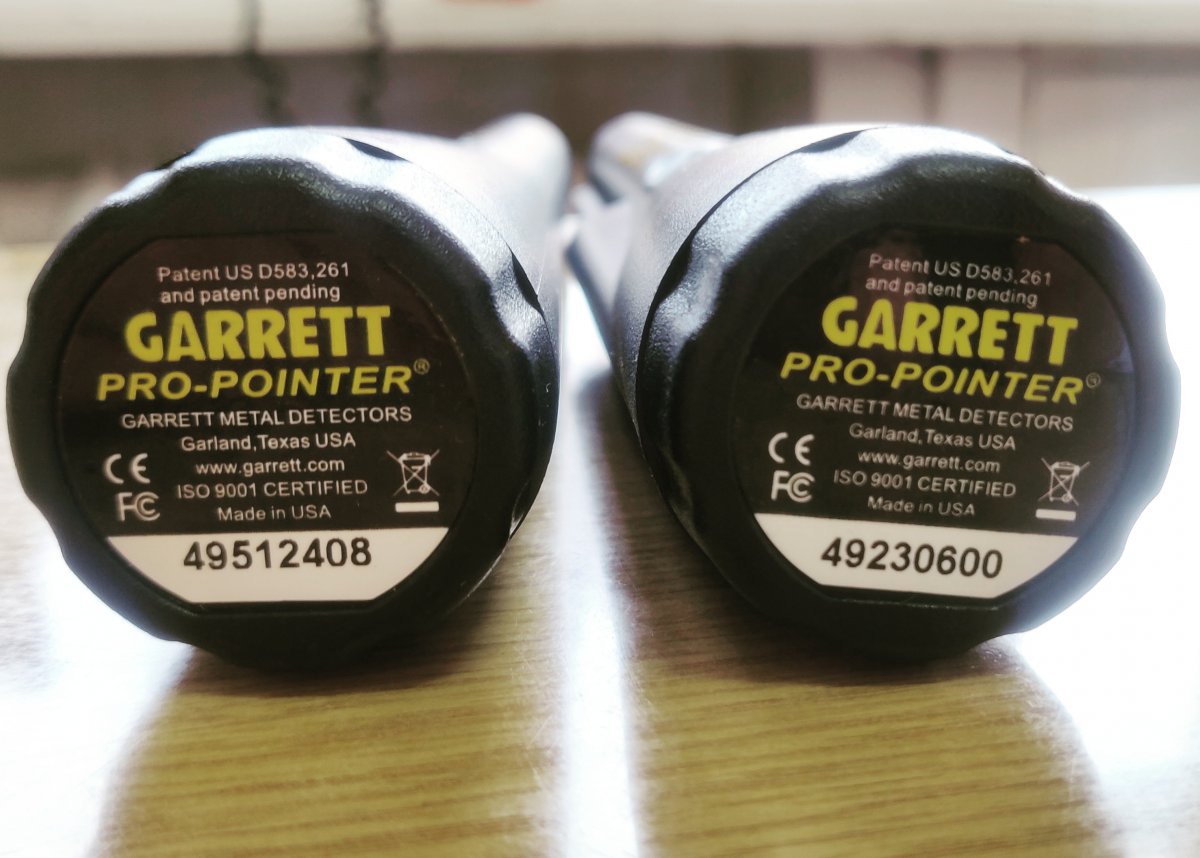 Patent US D583,261
and patent pending
GARRETT
PRO-POINTER®
GARRETT METAL DETECTORS
Garland, Texas USA
www.garrett.com
CE
FC
ISO 9001 CERTIFIED
Made in USA
49512408
Patent US D583,261
and patent pending
GARRETT
PRO-POINTER®
GARRETT METAL DETECTORS
Garland, Texas USA
www.garrett.com
CE
FC
ISO 9001 CERTIFIED
Made in USA
49230600